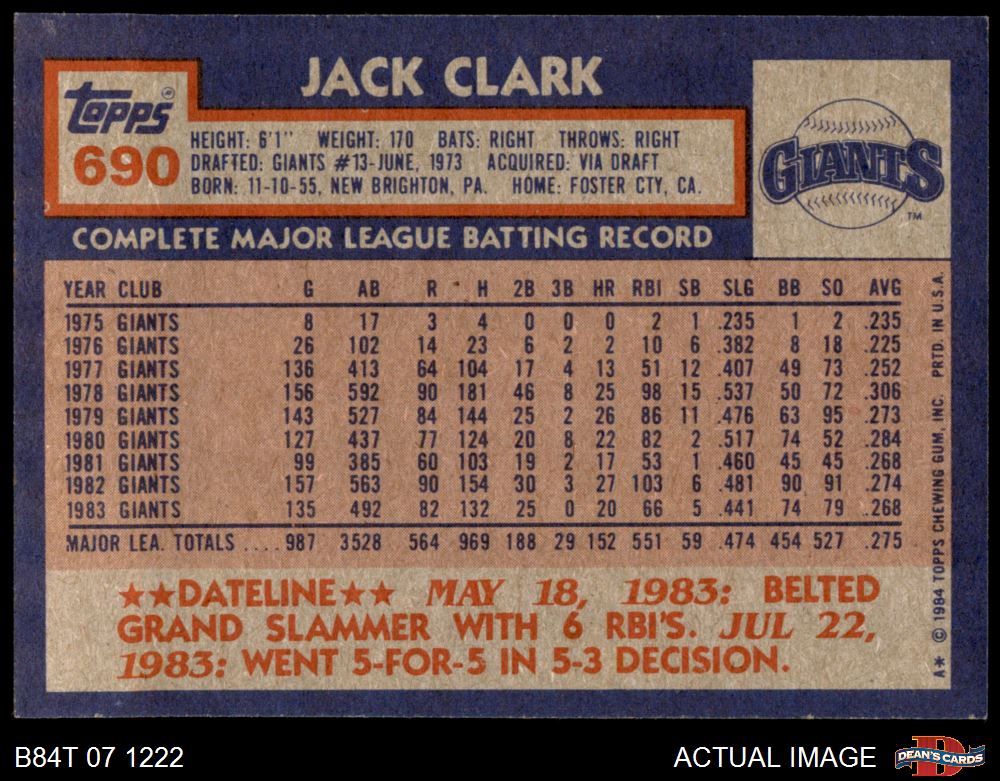 JACK CLARK
Topps®
690
HEIGHT: 6'1" WEIGHT: 170 BATS: RIGHT THROWS: RIGHT
DRAFTED: GIANTS #13-JUNE, 1973 ACQUIRED: VIA DRAFT
BORN: 11-10-55, NEW BRIGHTON, PA. HOME: FOSTER CTY, CA.
GIANTS
TM
COMPLETE MAJOR LEAGUE BATTING RECORD
YEAR CLUB G AB R H 2B 3B HR RBI SB SLG BB SO AVG
1975 GIANTS 8 17 3 4 0 0 0 2 1 .235 1 2 .235
1976 GIANTS 26 102 14 23 6 2 2 10 6 .382 8 18 .225
1977 GIANTS 136 413 64 104 17 4 13 51 12 .407 49 73 .252
1978 GIANTS 156 592 90 181 46 8 25 98 15 .537 50 72 .306
1979 GIANTS 143 527 84 144 25 2 26 86 11 .476 63 95 .273
1980 GIANTS 127 437 77 124 20 8 22 82 2 .517 74 52 .284
1981 GIANTS 99 385 60 103 19 2 17 53 1 .460 45 45 .268
1982 GIANTS 157 563 90 154 30 3 27 103 6 .481 90 91 .274
1983 GIANTS 135 492 82 132 25 0 20 66 5 .441 74 79 .268
MAJOR LEA. TOTALS .... 987 3528 564 969 188 29 152 551 59 .474 454 527 .275
★★DATELINE★★ MAY 18, 1983: BELTED
GRAND SLAMMER WITH 6 RBI'S. JUL 22,
1983: WENT 5-FOR-5 IN 5-3 DECISION.
A* © 1984 TOPPS CHEWING GUM, INC. PRTD. IN U.S.A.
B84T 07 1222
ACTUAL IMAGE
D
DEAN'S CARDS